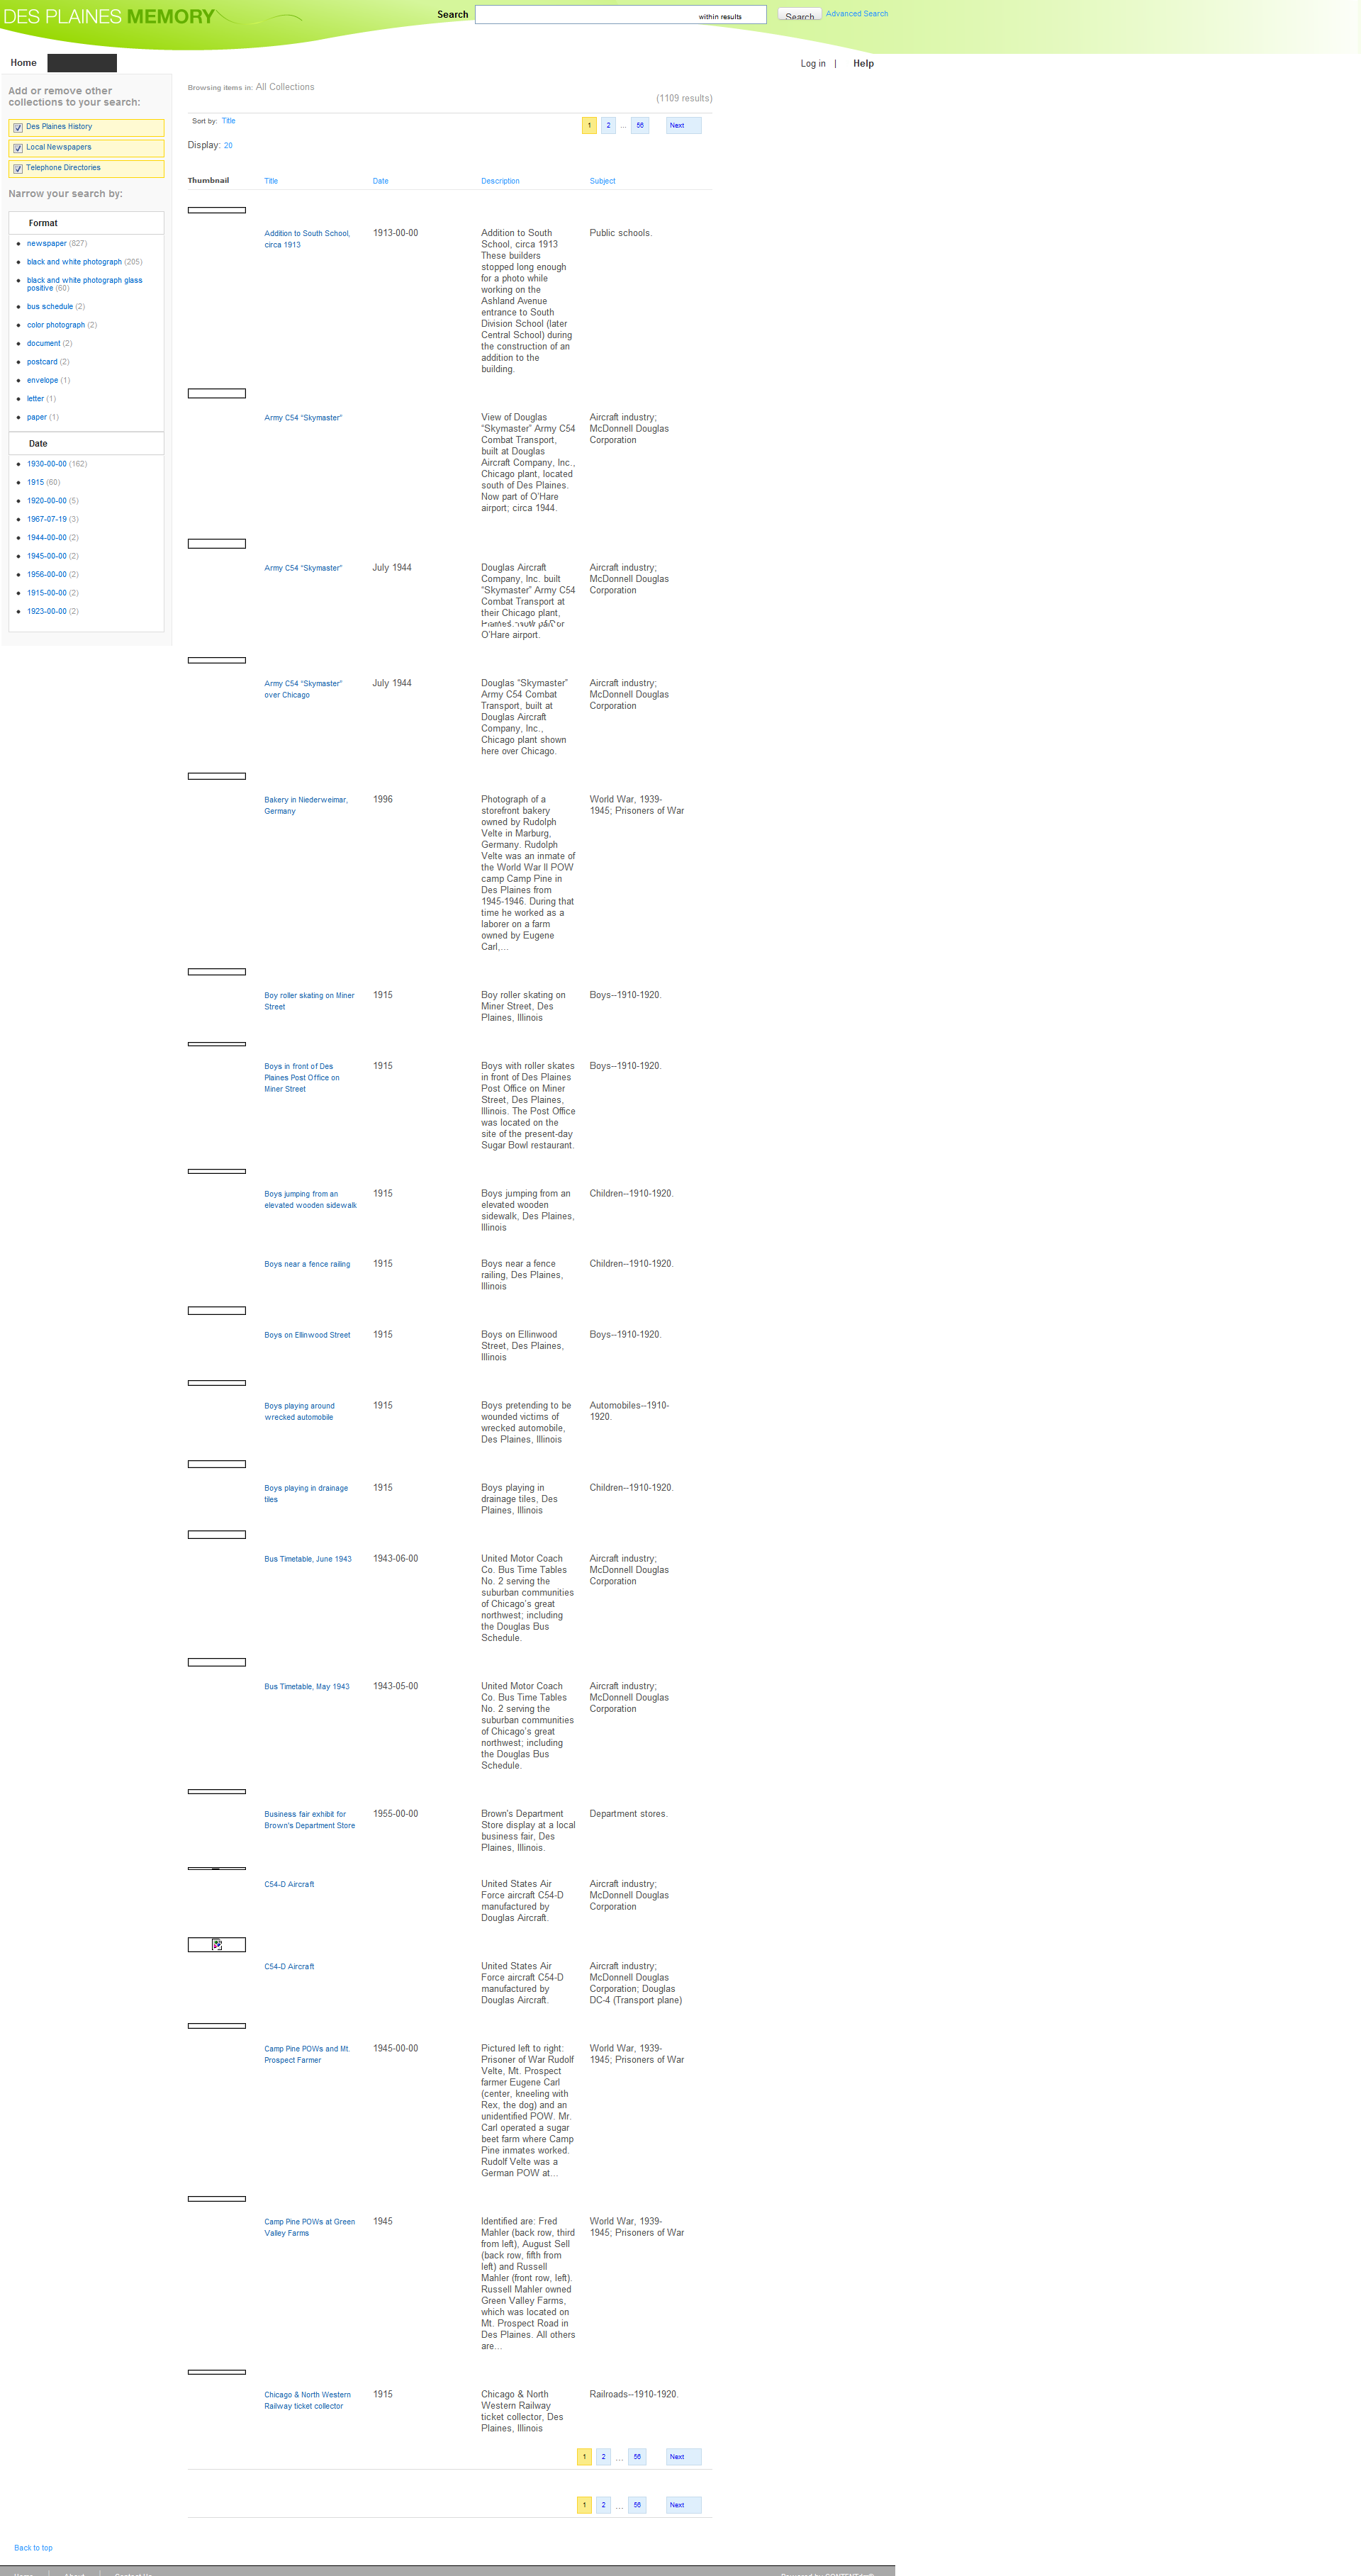 DES PLAINES MEMORY
Search
within results
Search
Advanced Search
Home
Log in | Help
Add or remove other
collections to your search:
Des Plaines History
Local Newspapers
Telephone Directories
Narrow your search by:
Format
newspaper (827)
black and white photograph (205)
black and white photograph glass
positive (60)
bus schedule (2)
color photograph (2)
document (2)
postcard (2)
envelope (1)
letter (1)
paper (1)
Date
1930-00-00 (162)
1915 (60)
1920-00-00 (5)
1967-07-19 (3)
1944-00-00 (2)
1945-00-00 (2)
1956-00-00 (2)
1915-00-00 (2)
1923-00-00 (2)
Browsing items in: All Collections
(1109 results)
Sort by: Title
1 2 ... 56 Next
Display: 20
Thumbnail Title Date Description Subject
Addition to South School,
circa 1913
1913-00-00
Addition to South
School, circa 1913
These builders
stopped long enough
for a photo while
working on the
Ashland Avenue
entrance to South
Division School (later
Central School) during
the construction of an
addition to the
building.
Public schools.
Army C54 "Skymaster"
View of Douglas
"Skymaster" Army C54
Combat Transport,
built at Douglas
Aircraft Company, Inc.,
Chicago plant, located
south of Des Plaines.
Now part of O'Hare
airport; circa 1944.
Aircraft industry;
McDonnell Douglas
Corporation
Army C54 "Skymaster"
July 1944
Douglas Aircraft
Company, Inc. built
"Skymaster" Army C54
Combat Transport at
their Chicago plant,
O'Hare airport.
Aircraft industry;
McDonnell Douglas
Corporation
Army C54 "Skymaster"
over Chicago
July 1944
Douglas "Skymaster"
Army C54 Combat
Transport, built at
Douglas Aircraft
Company, Inc.,
Chicago plant shown
here over Chicago.
Aircraft industry;
McDonnell Douglas
Corporation
Bakery in Niederweimar,
Germany
1996
Photograph of a
storefront bakery
owned by Rudolph
Velte in Marburg,
Germany. Rudolph
Velte was an inmate of
the World War II POW
camp Camp Pine in
Des Plaines from
1945-1946. During that
time he worked as a
laborer on a farm
owned by Eugene
Carl,...
World War, 1939-
1945; Prisoners of War
Boy roller skating on Miner
Street
1915
Boy roller skating on
Miner Street, Des
Plaines, Illinois
Boys--1910-1920.
Boys in front of Des
Plaines Post Office on
Miner Street
1915
Boys with roller skates
in front of Des Plaines
Post Office on Miner
Street, Des Plaines,
Illinois. The Post Office
was located on the
site of the present-day
Sugar Bowl restaurant.
Boys--1910-1920.
Boys jumping from an
elevated wooden sidewalk
1915
Boys jumping from an
elevated wooden
sidewalk, Des Plaines,
Illinois
Children--1910-1920.
Boys near a fence railing
1915
Boys near a fence
railing, Des Plaines,
Illinois
Children--1910-1920.
Boys on Ellinwood Street
1915
Boys on Ellinwood
Street, Des Plaines,
Illinois
Boys--1910-1920.
Boys playing around
wrecked automobile
1915
Boys pretending to be
wounded victims of
wrecked automobile,
Des Plaines, Illinois
Automobiles--1910-
1920.
Boys playing in drainage
tiles
1915
Boys playing in
drainage tiles, Des
Plaines, Illinois
Children--1910-1920.
Bus Timetable, June 1943
1943-06-00
United Motor Coach
Co. Bus Time Tables
No. 2 serving the
suburban communities
of Chicago's great
northwest; including
the Douglas Bus
Schedule.
Aircraft industry;
McDonnell Douglas
Corporation
Bus Timetable, May 1943
1943-05-00
United Motor Coach
Co. Bus Time Tables
No. 2 serving the
suburban communities
of Chicago's great
northwest; including
the Douglas Bus
Schedule.
Aircraft industry;
McDonnell Douglas
Corporation
Business fair exhibit for
Brown's Department Store
1955-00-00
Brown's Department
Store display at a local
business fair, Des
Plaines, Illinois.
Department stores.
C54-D Aircraft
United States Air
Force aircraft C54-D
manufactured by
Douglas Aircraft.
Aircraft industry;
McDonnell Douglas
Corporation
C54-D Aircraft
United States Air
Force aircraft C54-D
manufactured by
Douglas Aircraft.
Aircraft industry;
McDonnell Douglas
Corporation; Douglas
DC-4 (Transport plane)
Camp Pine POWs and Mt.
Prospect Farmer
1945-00-00
Pictured left to right:
Prisoner of War Rudolf
Velte, Mt. Prospect
farmer Eugene Carl
(center, kneeling with
Rex, the dog) and an
unidentified POW. Mr.
Carl operated a sugar
beet farm where Camp
Pine inmates worked.
Rudolf Velte was a
German POW at...
World War, 1939-
1945; Prisoners of War
Camp Pine POWs at Green
Valley Farms
1945
Identified are: Fred
Mahler (back row, third
from left), August Sell
(back row, fifth from
left) and Russell
Mahler (front row, left).
Russell Mahler owned
Green Valley Farms,
which was located on
Mt. Prospect Road in
Des Plaines. All others
are...
World War, 1939-
1945; Prisoners of War
Chicago & North Western
Railway ticket collector
1915
Chicago & North
Western Railway
ticket collector, Des
Plaines, Illinois
Railroads--1910-1920.
1 2 ... 56 Next
1 2 ... 56 Next
Back to top